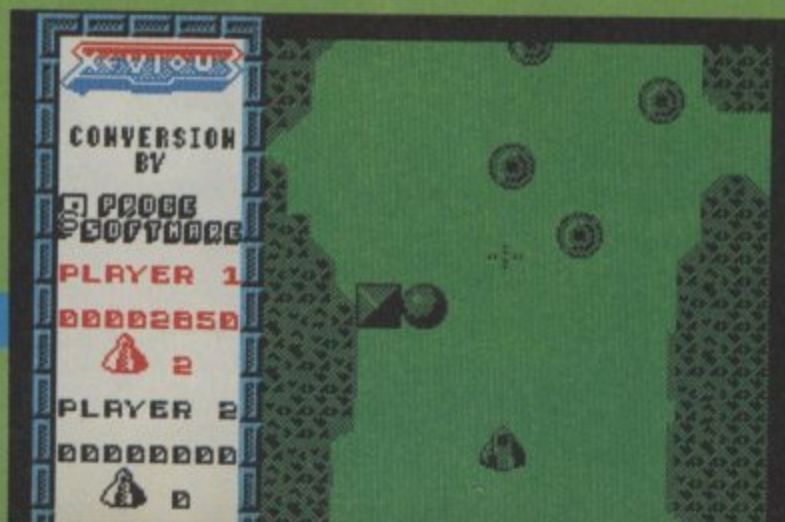 XEVIOUS
CONVERSION
BY
PROBE
SOFTWARE
PLAYER 1
00002850
2
PLAYER 2
00000000
0